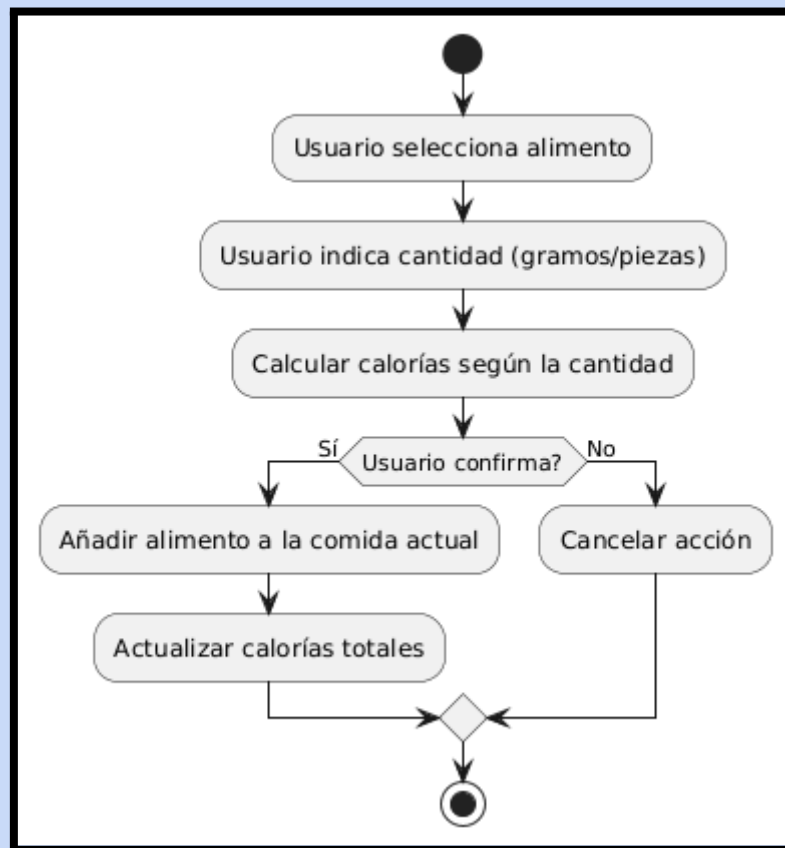 Usuario selecciona alimento
Usuario indica cantidad (gramos/piezas)
Calcular calorías según la cantidad
Sí
Usuario confirma?
No
Añadir alimento a la comida actual
Cancelar acción
Actualizar calorías totales